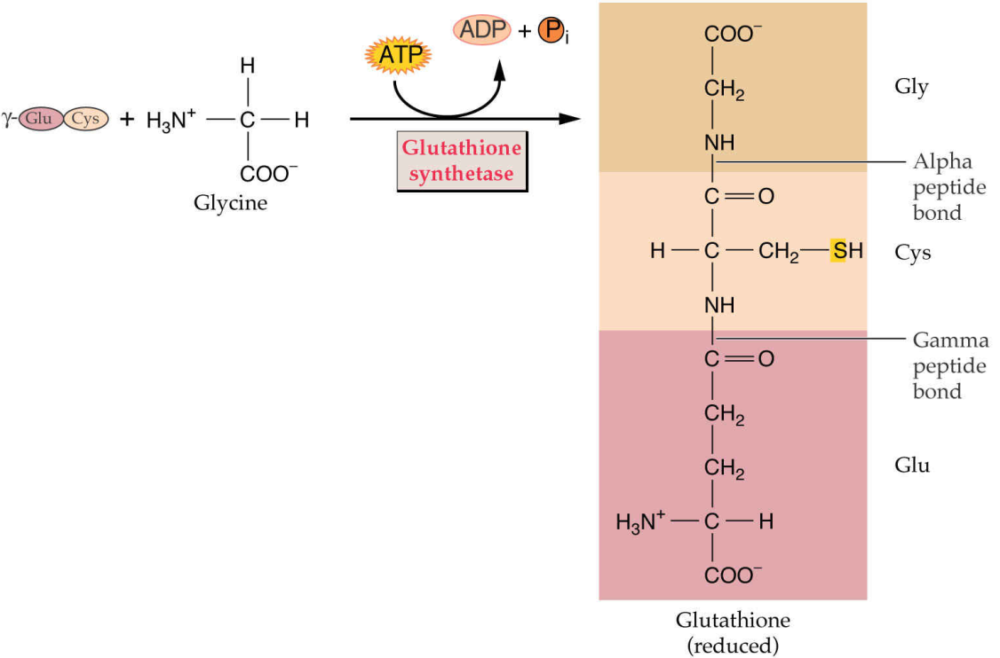 γ-Glu Cys + H₃N⁺ — C — H
H
COO⁻
Glycine
ATP
ADP + Pi
Glutathione
synthetase
COO⁻
CH₂
NH
C=O
H — C — CH₂ — SH
NH
C=O
CH₂
CH₂
H₃N⁺ — C — H
COO⁻
Gly
Alpha
peptide
bond
Cys
Gamma
peptide
bond
Glu
Glutathione
(reduced)